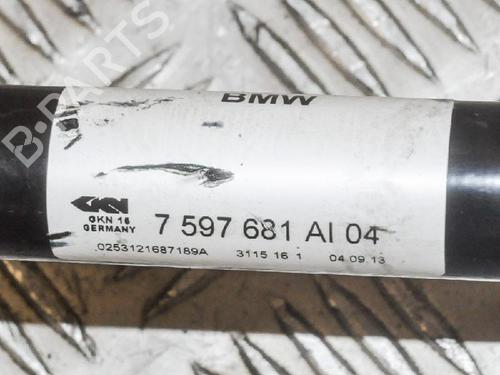 B-PARTS
BMW
GKN
GKN 16
GERMANY
7 597 681 AI 04
0253121687189A 3115 16 1 04.09.13